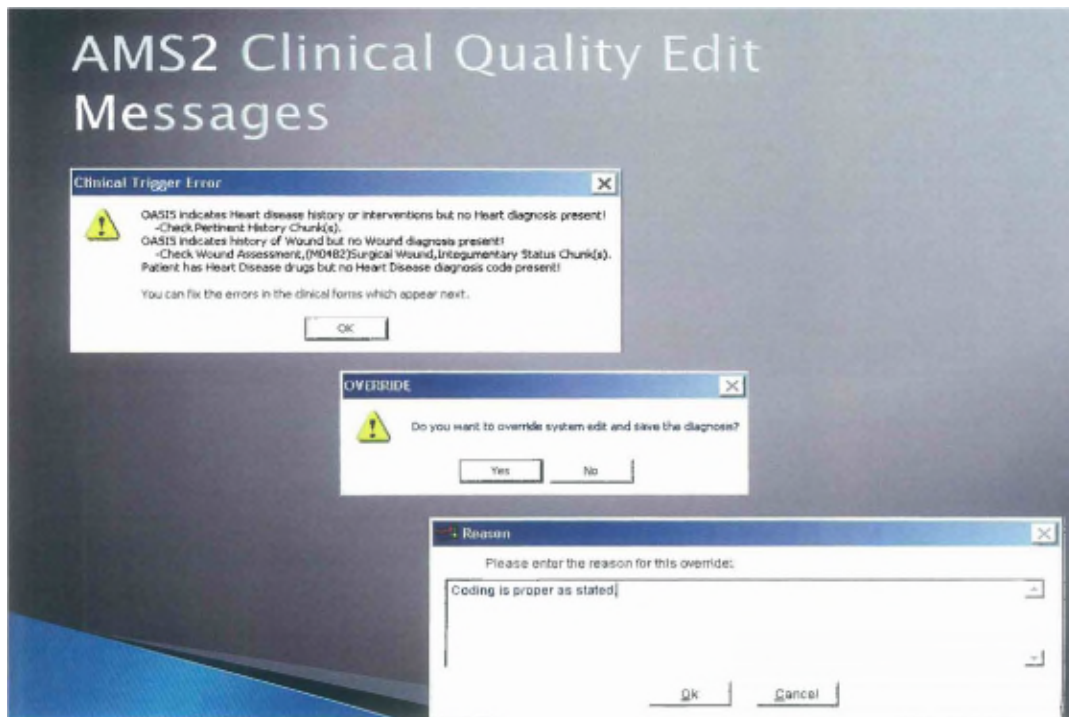 AMS2 Clinical Quality Edit
Messages
Clinical Trigger Error
OASIS indicates Heart disease history or interventions but no Heart diagnosis present!
-Check Pertinent History Chunk(s).
OASIS indicates history of Wound but no Wound diagnosis present!
-Check Wound Assessment,(M0482)Surgical Wound,Integumentary Status Chunk(s).
Patient has Heart Disease drugs but no Heart Disease diagnosis code present!
You can fix the errors in the clinical forms which appear next.
OK
OVERRIDE
Do you want to override system edit and save the diagnose?
Yes No
Reason
Please enter the reason for this override:
Coding is proper as stated.
Ok Cancel